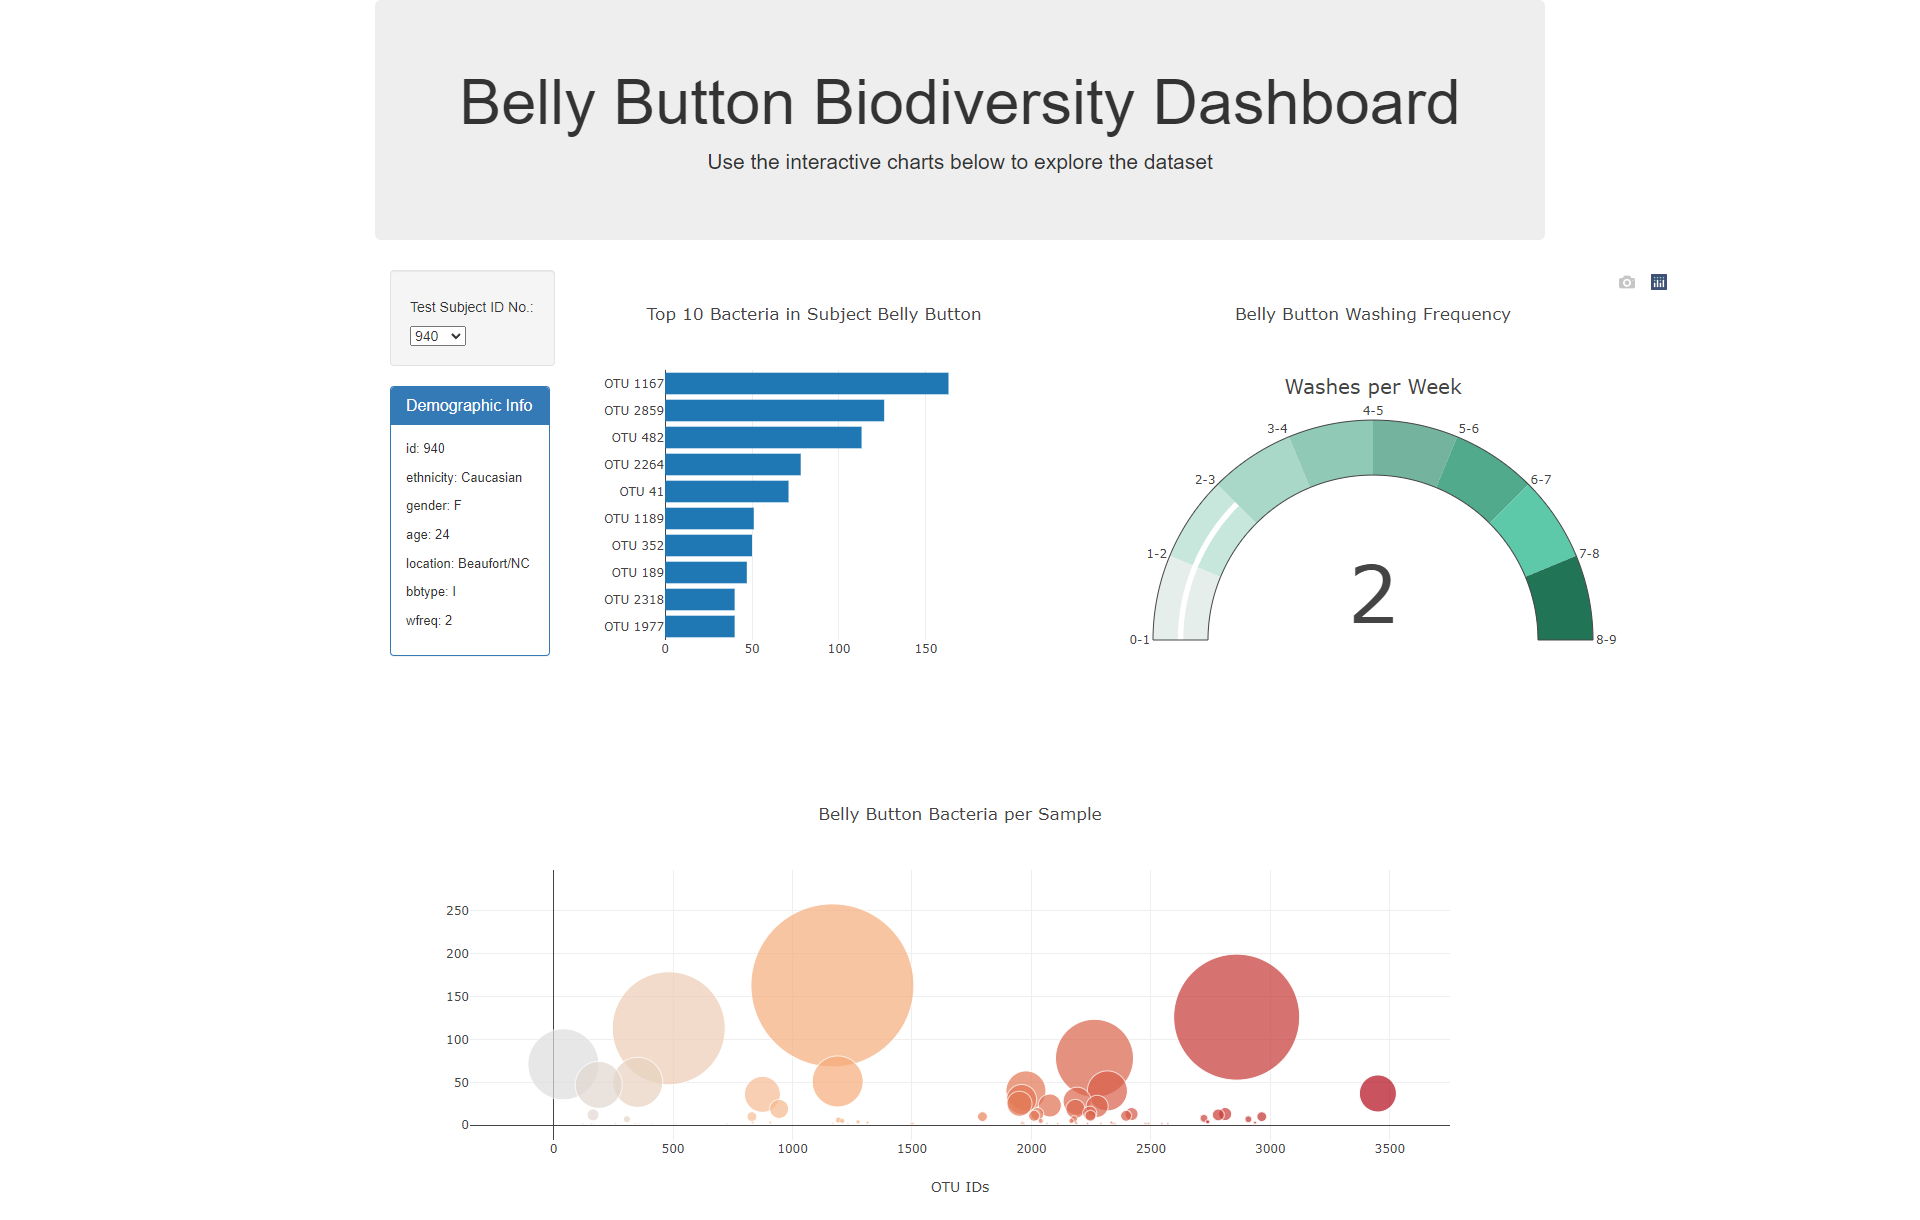 Belly Button Biodiversity Dashboard
Use the interactive charts below to explore the dataset
Test Subject ID No.:
940
Demographic Info
id: 940
ethnicity: Caucasian
gender: F
age: 24
location: Beaufort/NC
bbtype: I
wfreq: 2
Top 10 Bacteria in Subject Belly Button
OTU 1167
OTU 2859
OTU 482
OTU 2264
OTU 41
OTU 1189
OTU 352
OTU 189
OTU 2318
OTU 1977
0 50 100 150
Belly Button Washing Frequency
Washes per Week
4-5
3-4 5-6
2-3 6-7
1-2 7-8
2
0-1 8-9
Belly Button Bacteria per Sample
250
200
150
100
50
0
0 500 1000 1500 2000 2500 3000 3500
OTU IDs